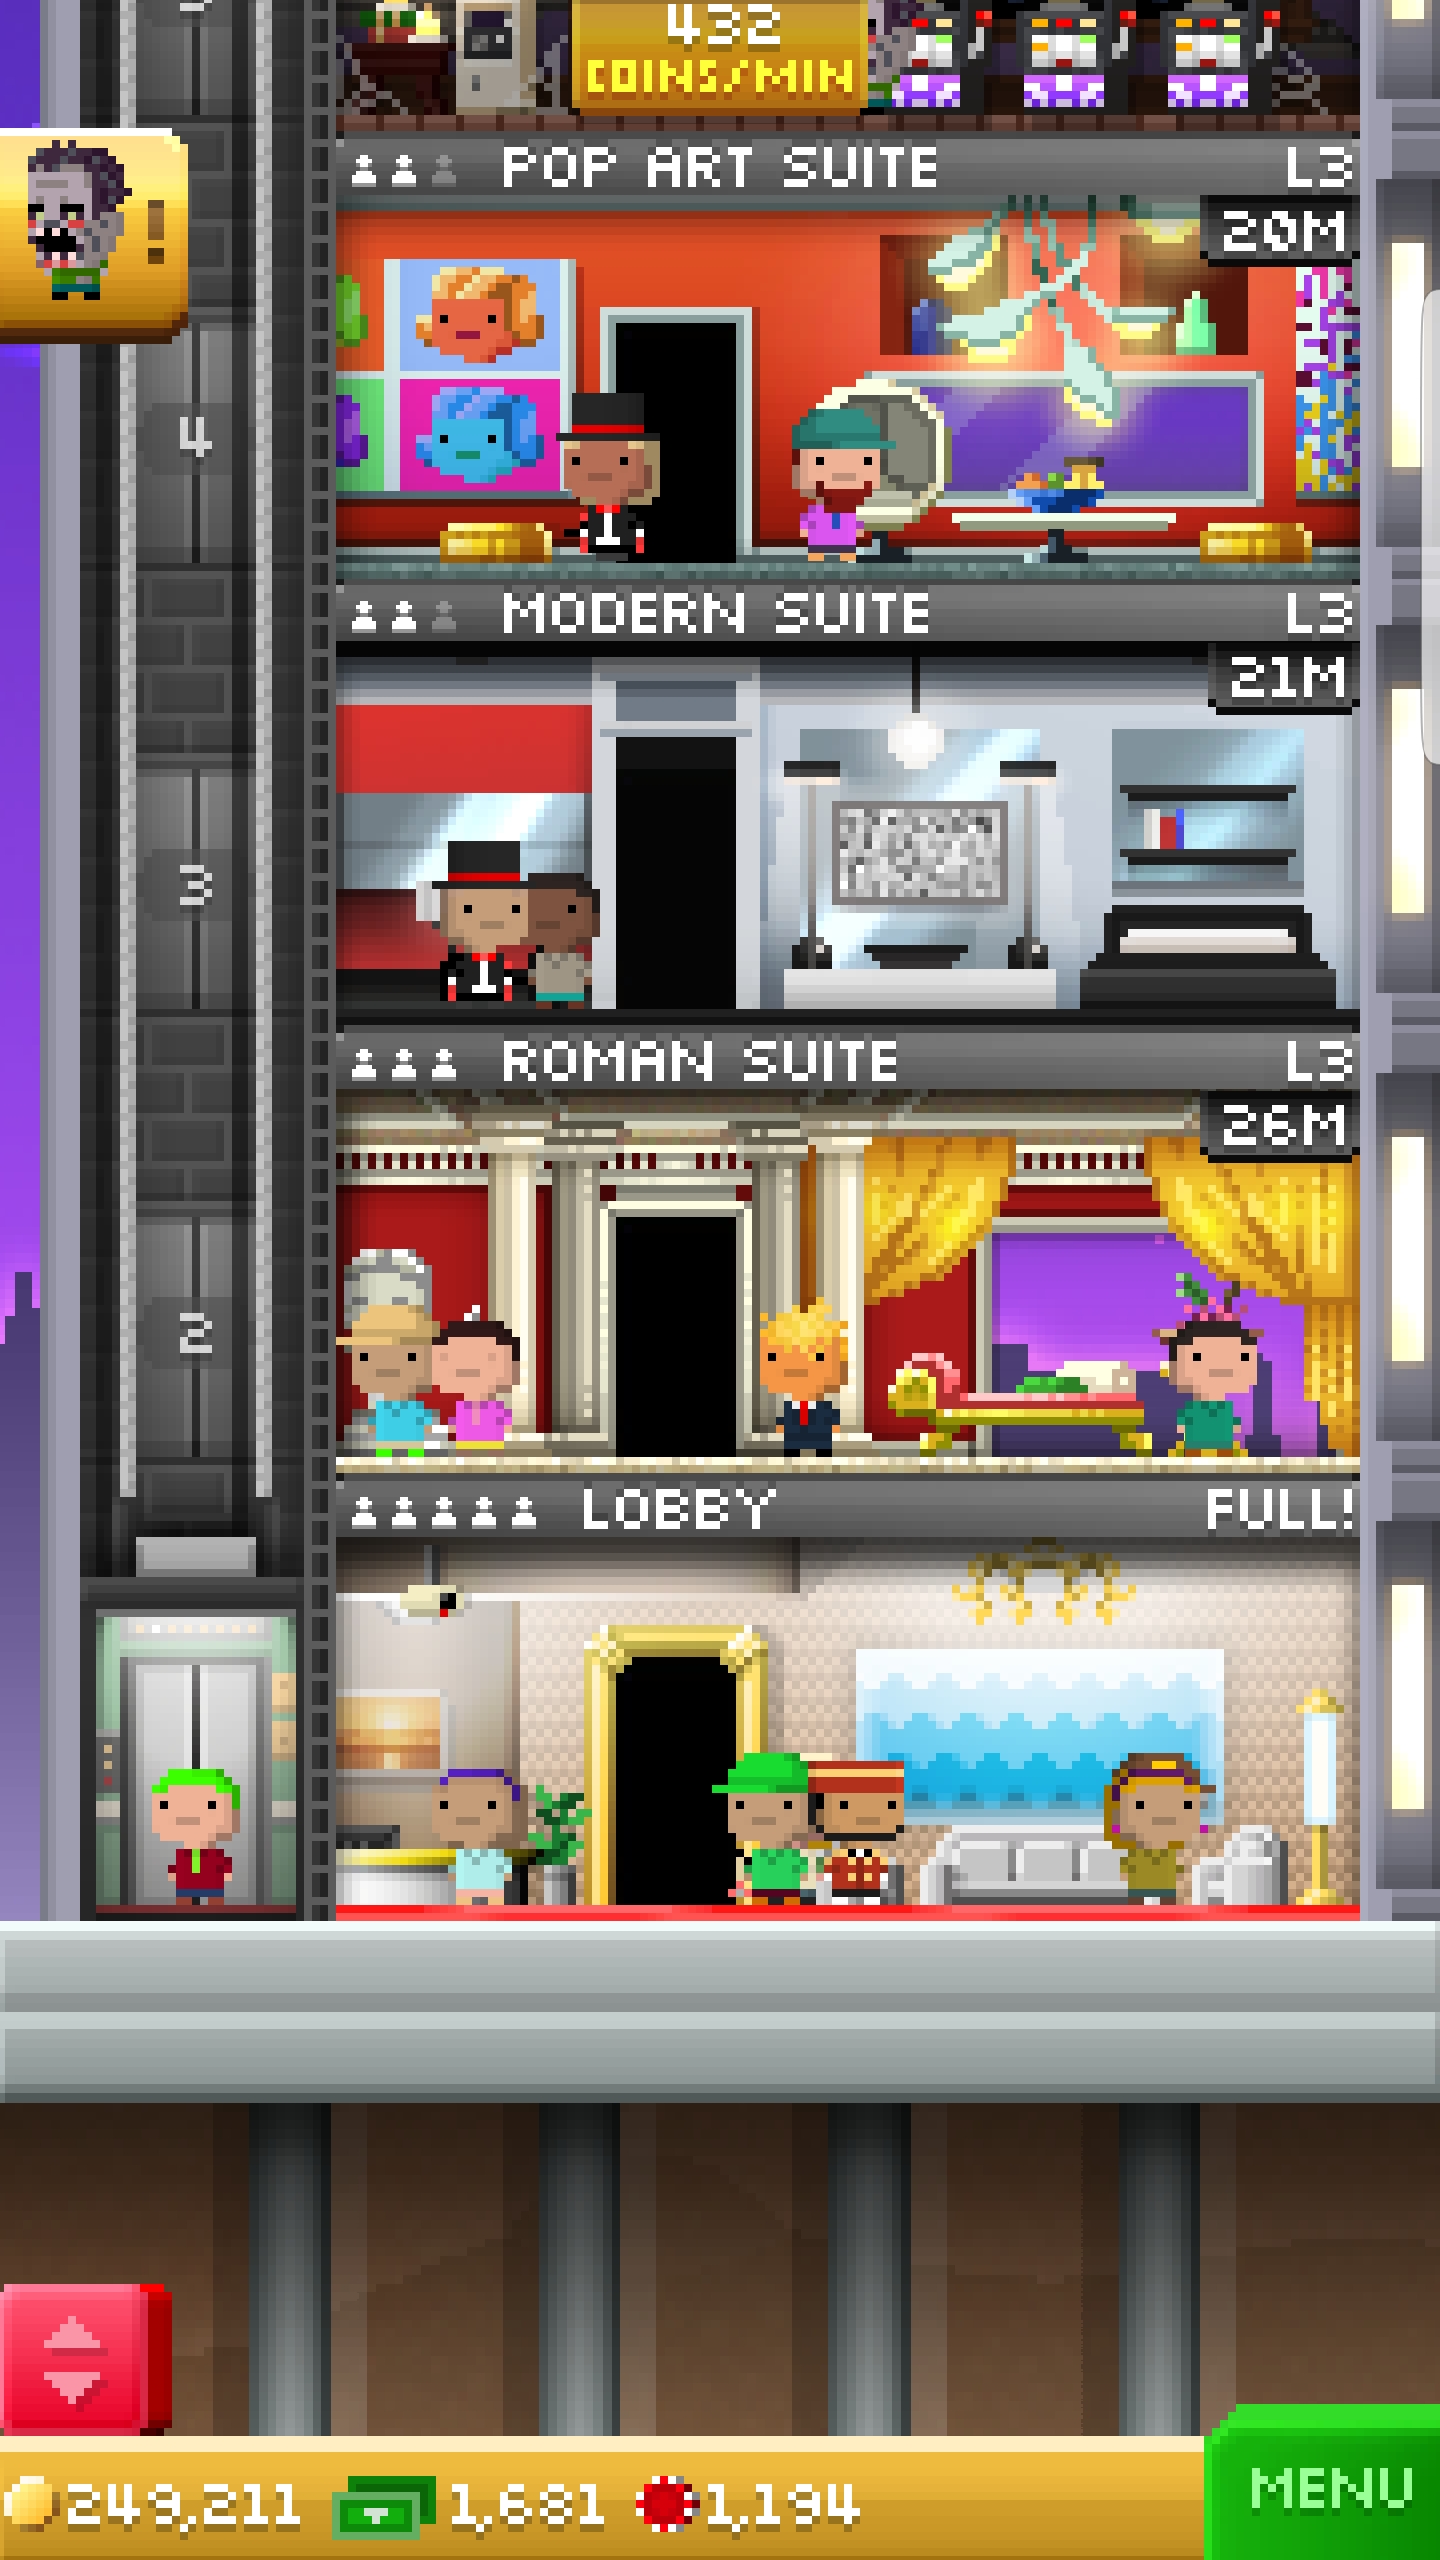 432
COINS/MIN
POP ART SUITE L3
20M
!
4
MODERN SUITE L3
21M
3
ROMAN SUITE L3
26M
2
LOBBY FULL!
249,211 1,681 1,194
MENU